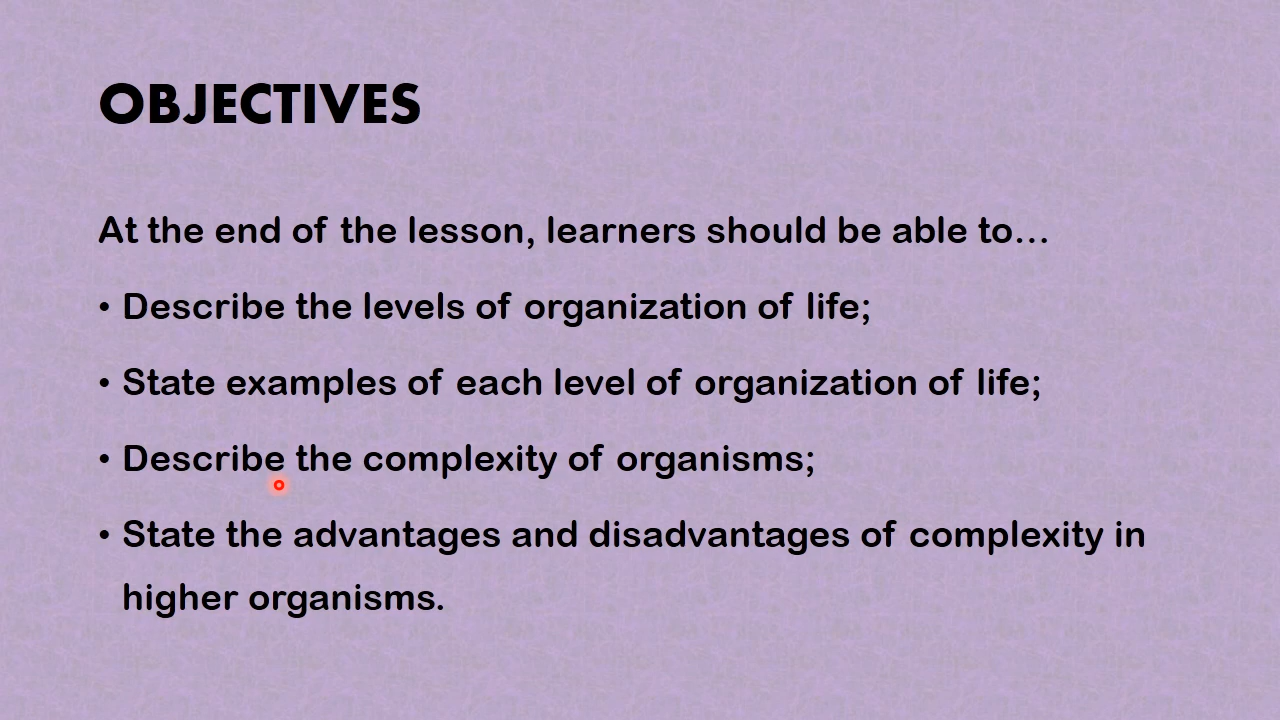 OBJECTIVES
At the end of the lesson, learners should be able to…
• Describe the levels of organization of life;
• State examples of each level of organization of life;
• Describe the complexity of organisms;
• State the advantages and disadvantages of complexity in
higher organisms.